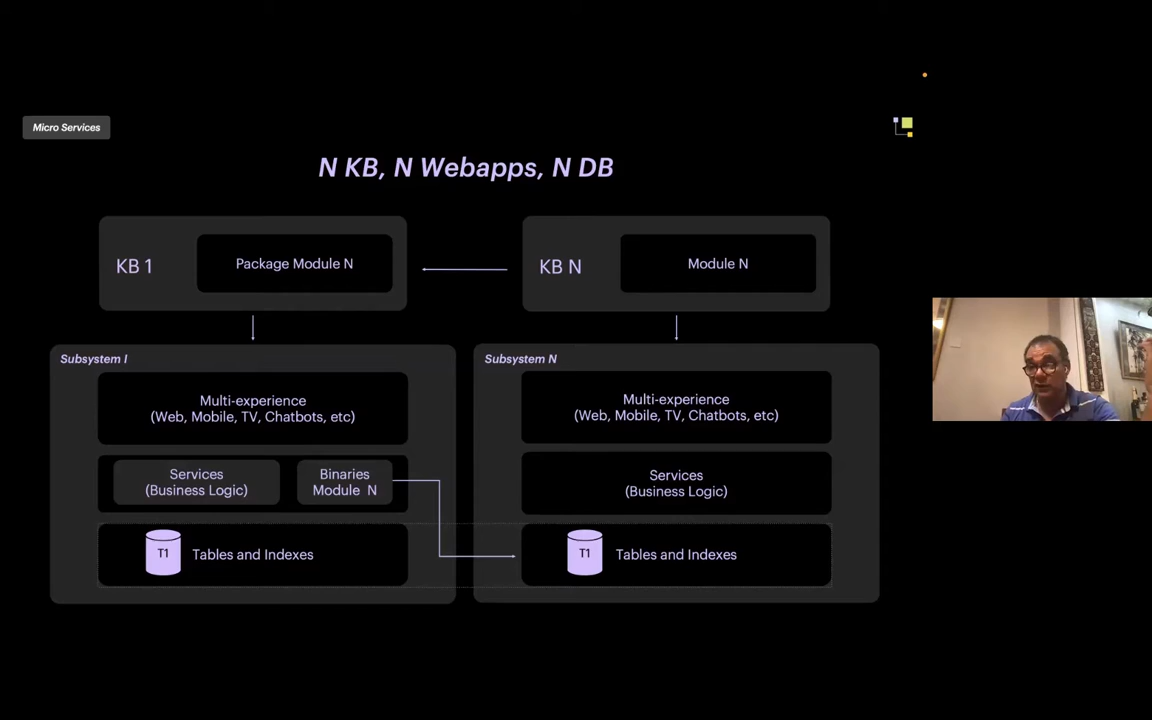 Micro Services
N KB, N Webapps, N DB
KB 1
Package Module N
KB N
Module N
Subsystem I
Multi-experience
(Web, Mobile, TV, Chatbots, etc)
Services
(Business Logic)
Binaries
Module N
T1
Tables and Indexes
Subsystem N
Multi-experience
(Web, Mobile, TV, Chatbots, etc)
Services
(Business Logic)
T1
Tables and Indexes